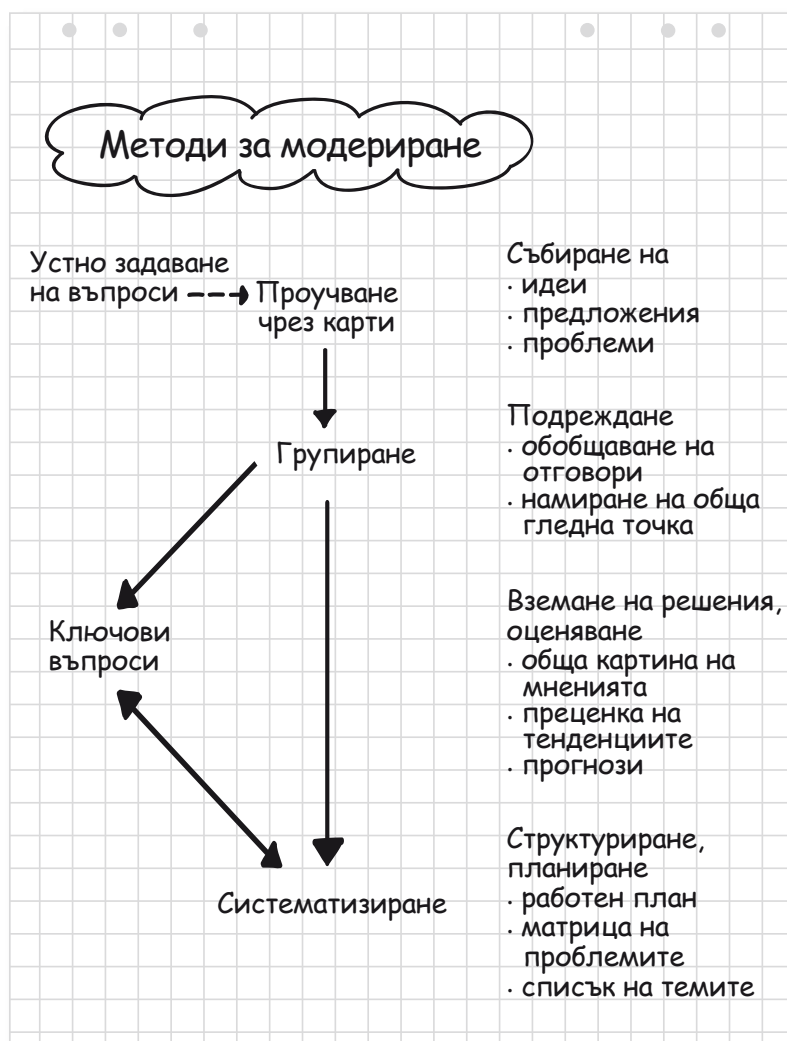 Методи за модериране
Устно задаване
на въпроси
Проучване
чрез карти
Събиране на
· идеи
· предложения
· проблеми
Групиране
Подреждане
· обобщаване на
отговори
· намиране на обща
гледна точка
Ключови
въпроси
Вземане на решения,
оценяване
· обща картина на
мненията
· преценка на
тенденциите
· прогнози
Систематизиране
Структуриране,
планиране
· работен план
· матрица на
проблемите
· списък на темите